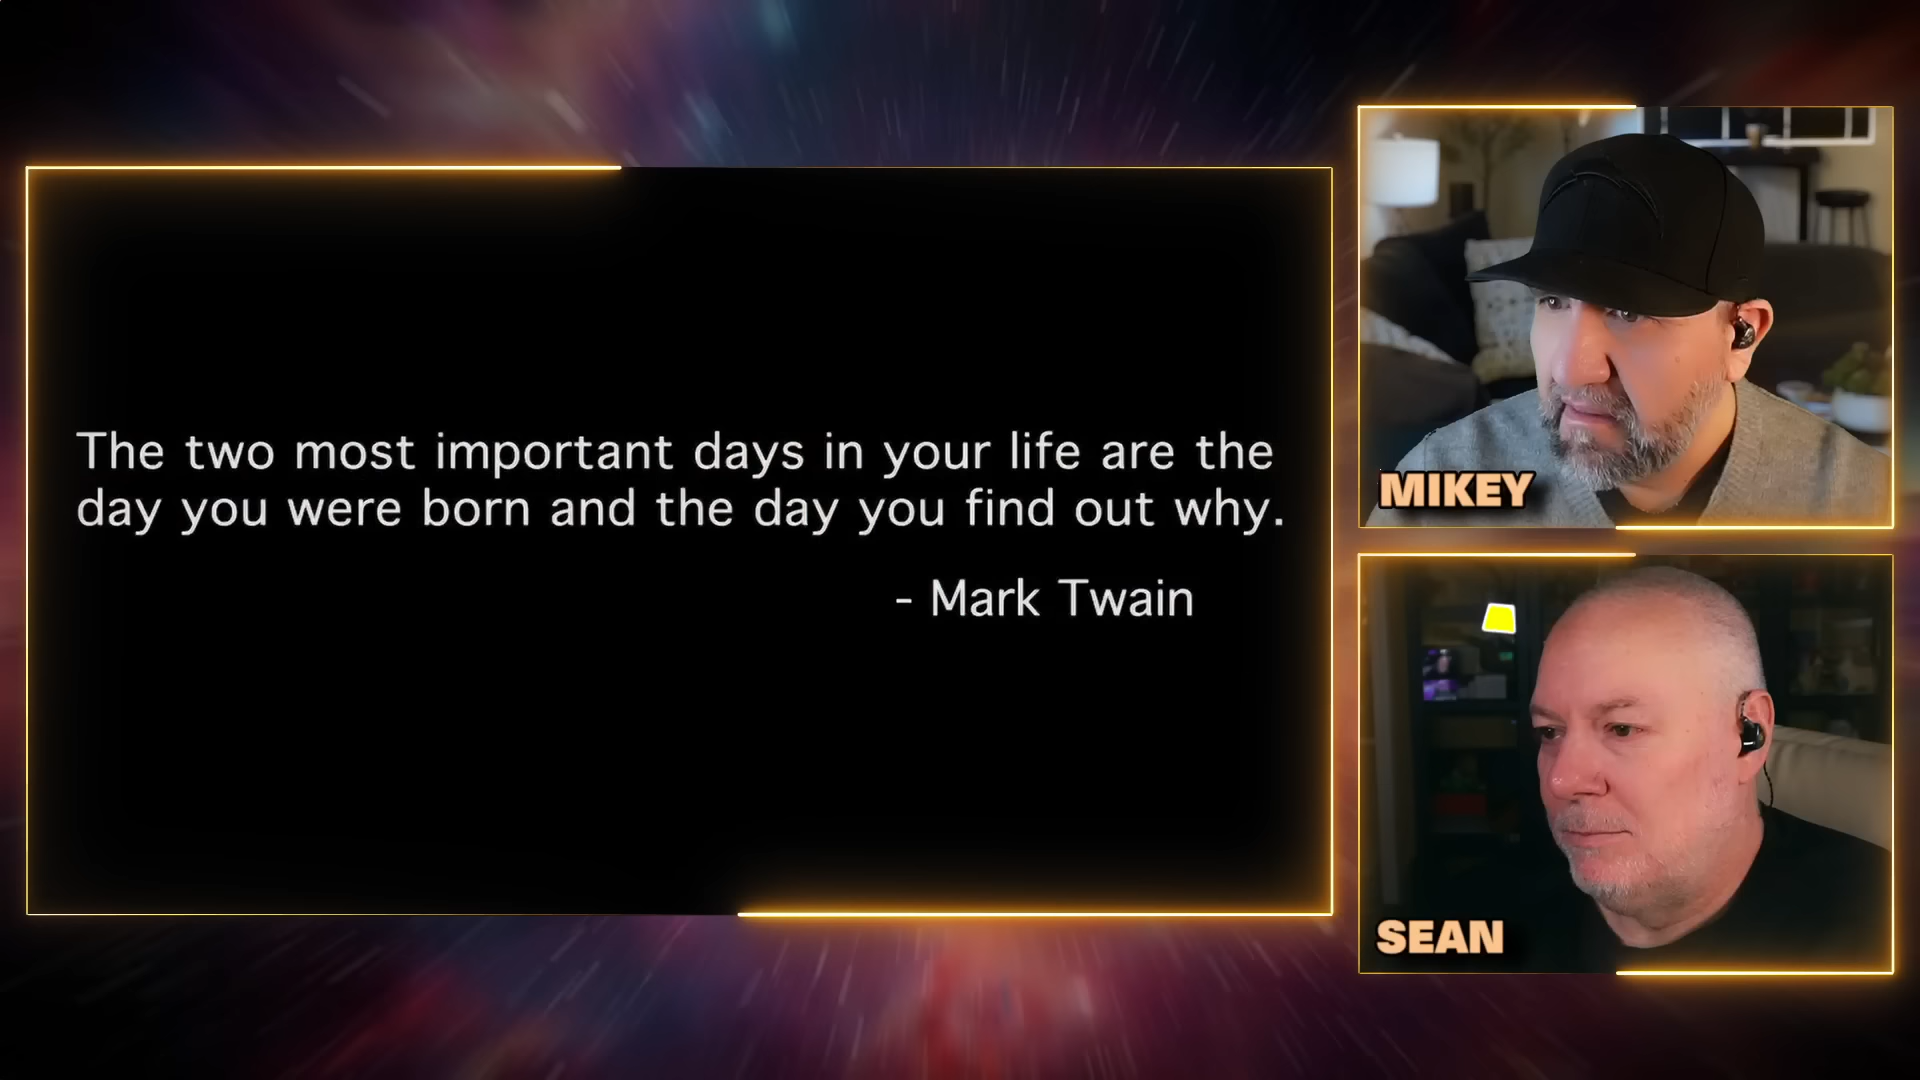 The two most important days in your life are the
day you were born and the day you find out why.
- Mark Twain
MIKEY
SEAN